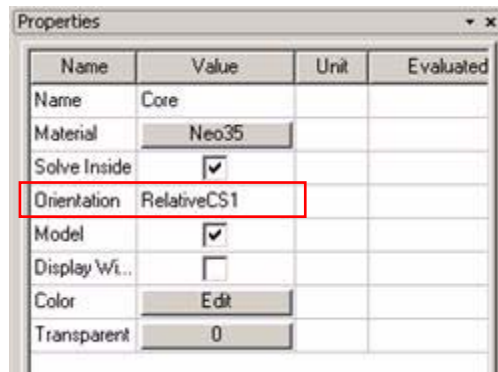 Properties
Name Value Unit Evaluated
Name Core
Material Neo35
Solve Inside
Orientation RelativeCS1
Model
Display Wi...
Color Edit
Transparent 0